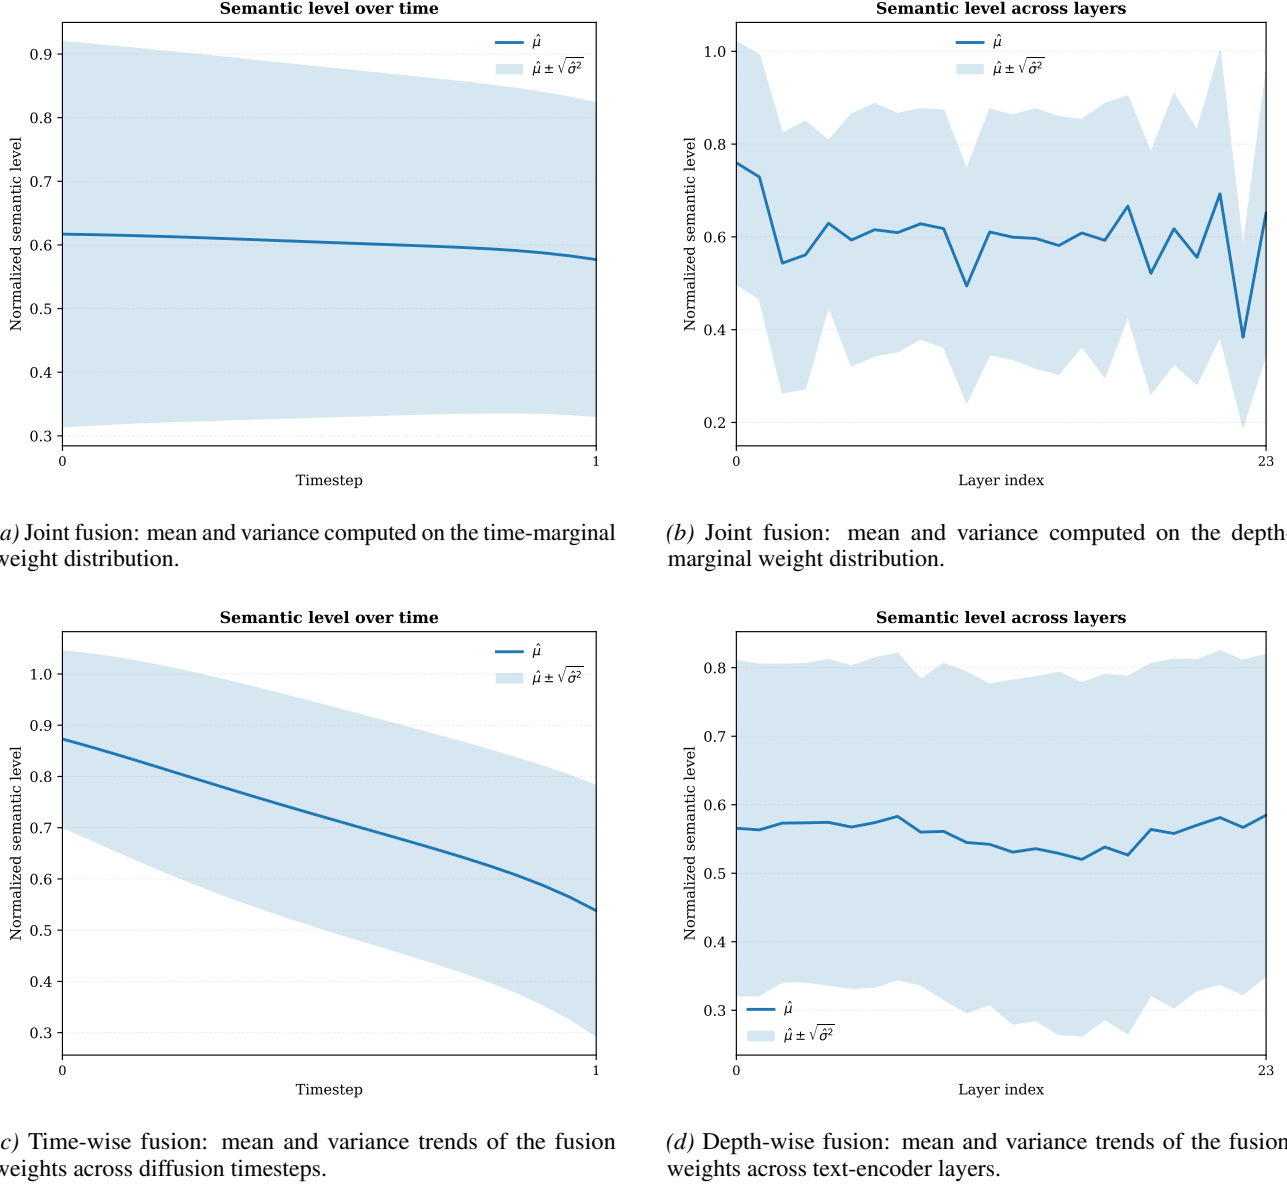 Semantic level over time
0.9
0.8
0.7
0.6
0.5
0.4
0.3
Normalized semantic level
μ̂
μ̂ ± √σ̂²
0
1
Timestep
a) Joint fusion: mean and variance computed on the time-marginal
weight distribution.
Semantic level across layers
1.0
0.8
0.6
0.4
0.2
Normalized semantic level
μ̂
μ̂ ± √σ̂²
0
23
Layer index
(b) Joint fusion: mean and variance computed on the depth-
marginal weight distribution.
Semantic level over time
1.0
0.9
0.8
0.7
0.6
0.5
0.4
0.3
Normalized semantic level
μ̂
μ̂ ± √σ̂²
0
1
Timestep
c) Time-wise fusion: mean and variance trends of the fusion
weights across diffusion timesteps.
Semantic level across layers
0.8
0.7
0.6
0.5
0.4
0.3
Normalized semantic level
μ̂
μ̂ ± √σ̂²
0
23
Layer index
(d) Depth-wise fusion: mean and variance trends of the fusion
weights across text-encoder layers.